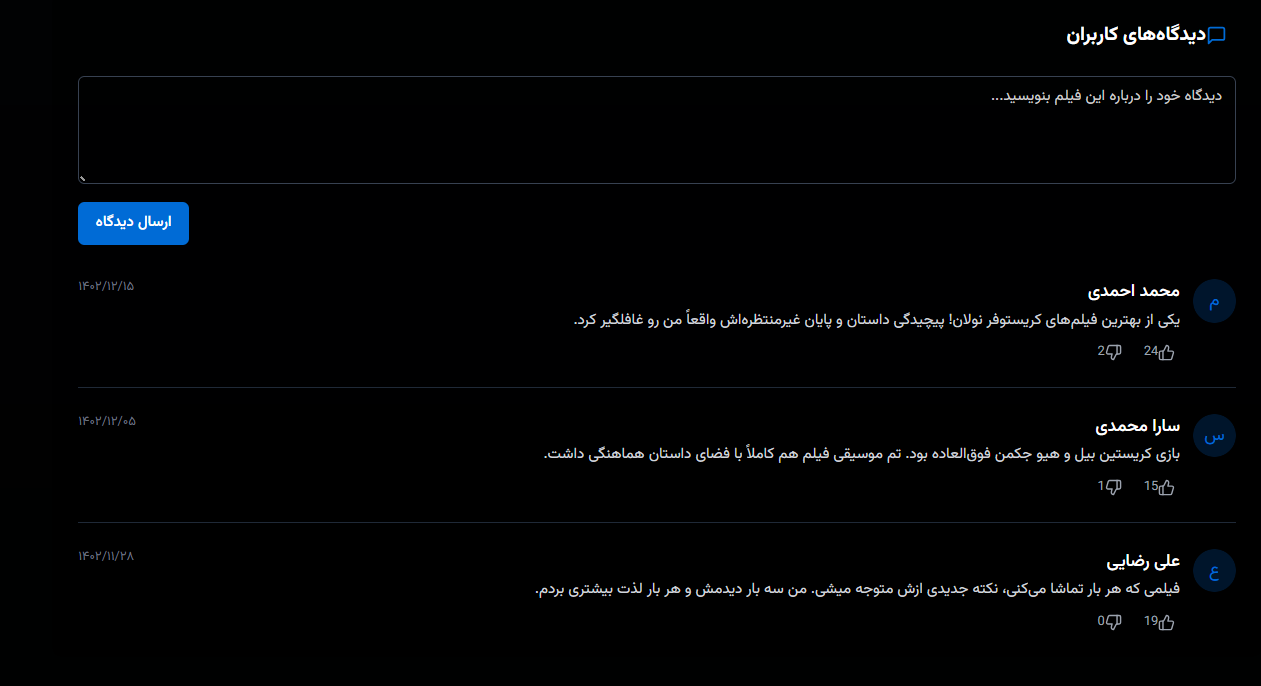 دیدگاه‌های کاربران
دیدگاه خود را درباره این فیلم بنویسید...
ارسال دیدگاه
م
محمد احمدی
۱۴۰۲/۱۲/۱۵
یکی از بهترین فیلم‌های کریستوفر نولان! پیچیدگی داستان و پایان غیرمنتظره‌اش واقعاً من رو غافلگیر کرد.
24 2
س
سارا محمدی
۱۴۰۲/۱۲/۰۵
بازی کریستین بیل و هیو جکمن فوق‌العاده بود. تم موسیقی فیلم هم کاملاً با فضای داستان هماهنگی داشت.
15 1
ع
علی رضایی
۱۴۰۲/۱۱/۲۸
فیلمی که هر بار تماشا می‌کنی، نکته جدیدی ازش متوجه میشی. من سه بار دیدمش و هر بار لذت بیشتری بردم.
19 0